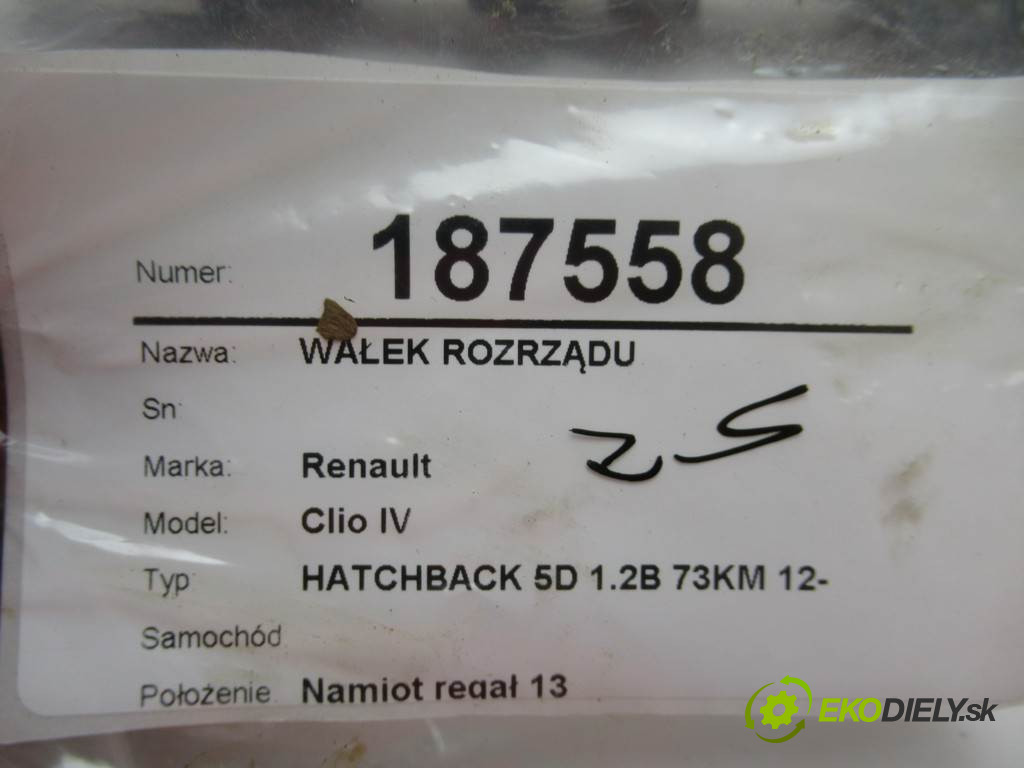 Numer: 187558
Nazwa: WAŁEK ROZRZĄDU
Sn:
Marka: Renault
Model: Clio IV
Typ: HATCHBACK 5D 1.2B 73KM 12-
Samochód
Położenie Namiot regał 13
EKODIELY.sk